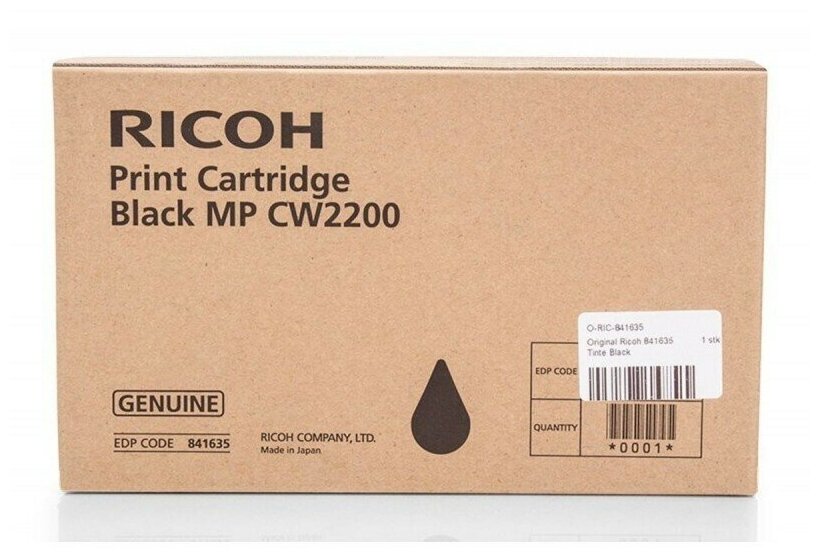 RICOH
Print Cartridge
Black MP CW2200
GENUINE
EDP CODE 841635
RICOH COMPANY, LTD.
Made in Japan
O-RIC-841635
Original Ricoh 841635 1 stk
Tinte Black
EDP CODE
QUANTITY
*0001*